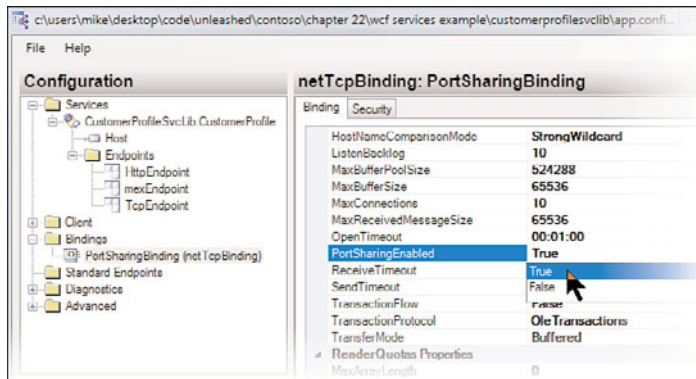 c:\users\mike\desktop\code\unleashed\contoso\chapter 22\wcf services example\customerprofilesvclib\app.confi...
File Help
Configuration
Services
CustomerProfileSvcLib.CustomerProfile
Host
Endpoints
HttpEndpoint
mexEndpoint
TcpEndpoint
Client
Bindings
PortSharingBinding (netTcpBinding)
Standard Endpoints
Diagnostics
Advanced
netTcpBinding: PortSharingBinding
Binding Security
HostNameComparisonMode StrongWildcard
ListenBacklog 10
MaxBufferPoolSize 524288
MaxBufferSize 65536
MaxConnections 10
MaxReceivedMessageSize 65536
OpenTimeout 00:01:00
PortSharingEnabled True
ReceiveTimeout True
SendTimeout False
TransactionFlow False
TransactionProtocol OleTransactions
TransferMode Buffered
ReaderQuotas Properties
MaxArrayLength 0